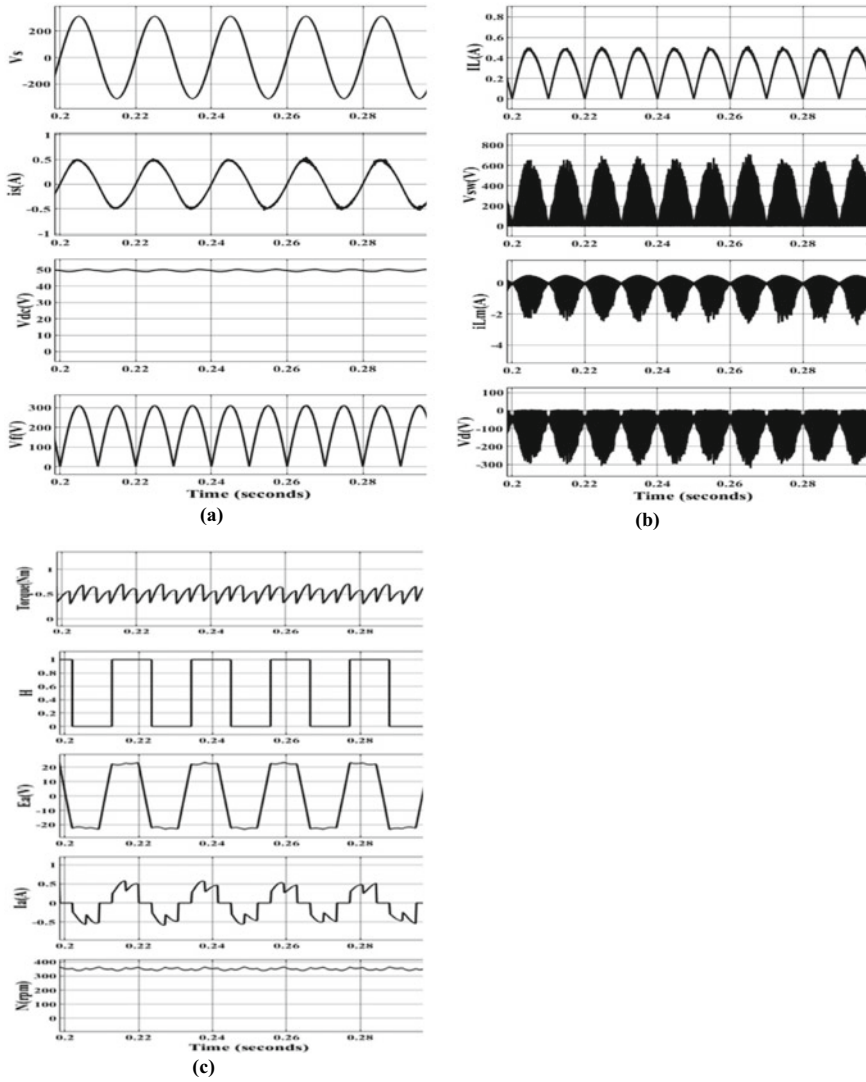 Vs
200
0
-200
0.2 0.22 0.24 0.26 0.28
is(A)
1
0.5
0
-0.5
-1
0.2 0.22 0.24 0.26 0.28
Vdc(V)
50
40
30
20
10
0
0.2 0.22 0.24 0.26 0.28
Vf(V)
300
200
100
0
0.2 0.22 0.24 0.26 0.28
Time (seconds)
(a)
IL(A)
0.8
0.6
0.4
0.2
0
0.2 0.22 0.24 0.26 0.28
Vsw(V)
800
600
400
200
0
0.2 0.22 0.24 0.26 0.28
iLm(A)
0
-2
-4
0.2 0.22 0.24 0.26 0.28
Vd(V)
100
0
-100
-200
-300
0.2 0.22 0.24 0.26 0.28
Time (seconds)
(b)
Torque(Nm)
1
0.5
0
0.2 0.22 0.24 0.26 0.28
H
1
0.8
0.6
0.4
0.2
0
0.2 0.22 0.24 0.26 0.28
Ea(V)
20
10
0
-10
-20
0.2 0.22 0.24 0.26 0.28
Ia(A)
1
0.5
0
-0.5
0.2 0.22 0.24 0.26 0.28
N(rpm)
400
300
200
100
0
0.2 0.22 0.24 0.26 0.28
Time (seconds)
(c)